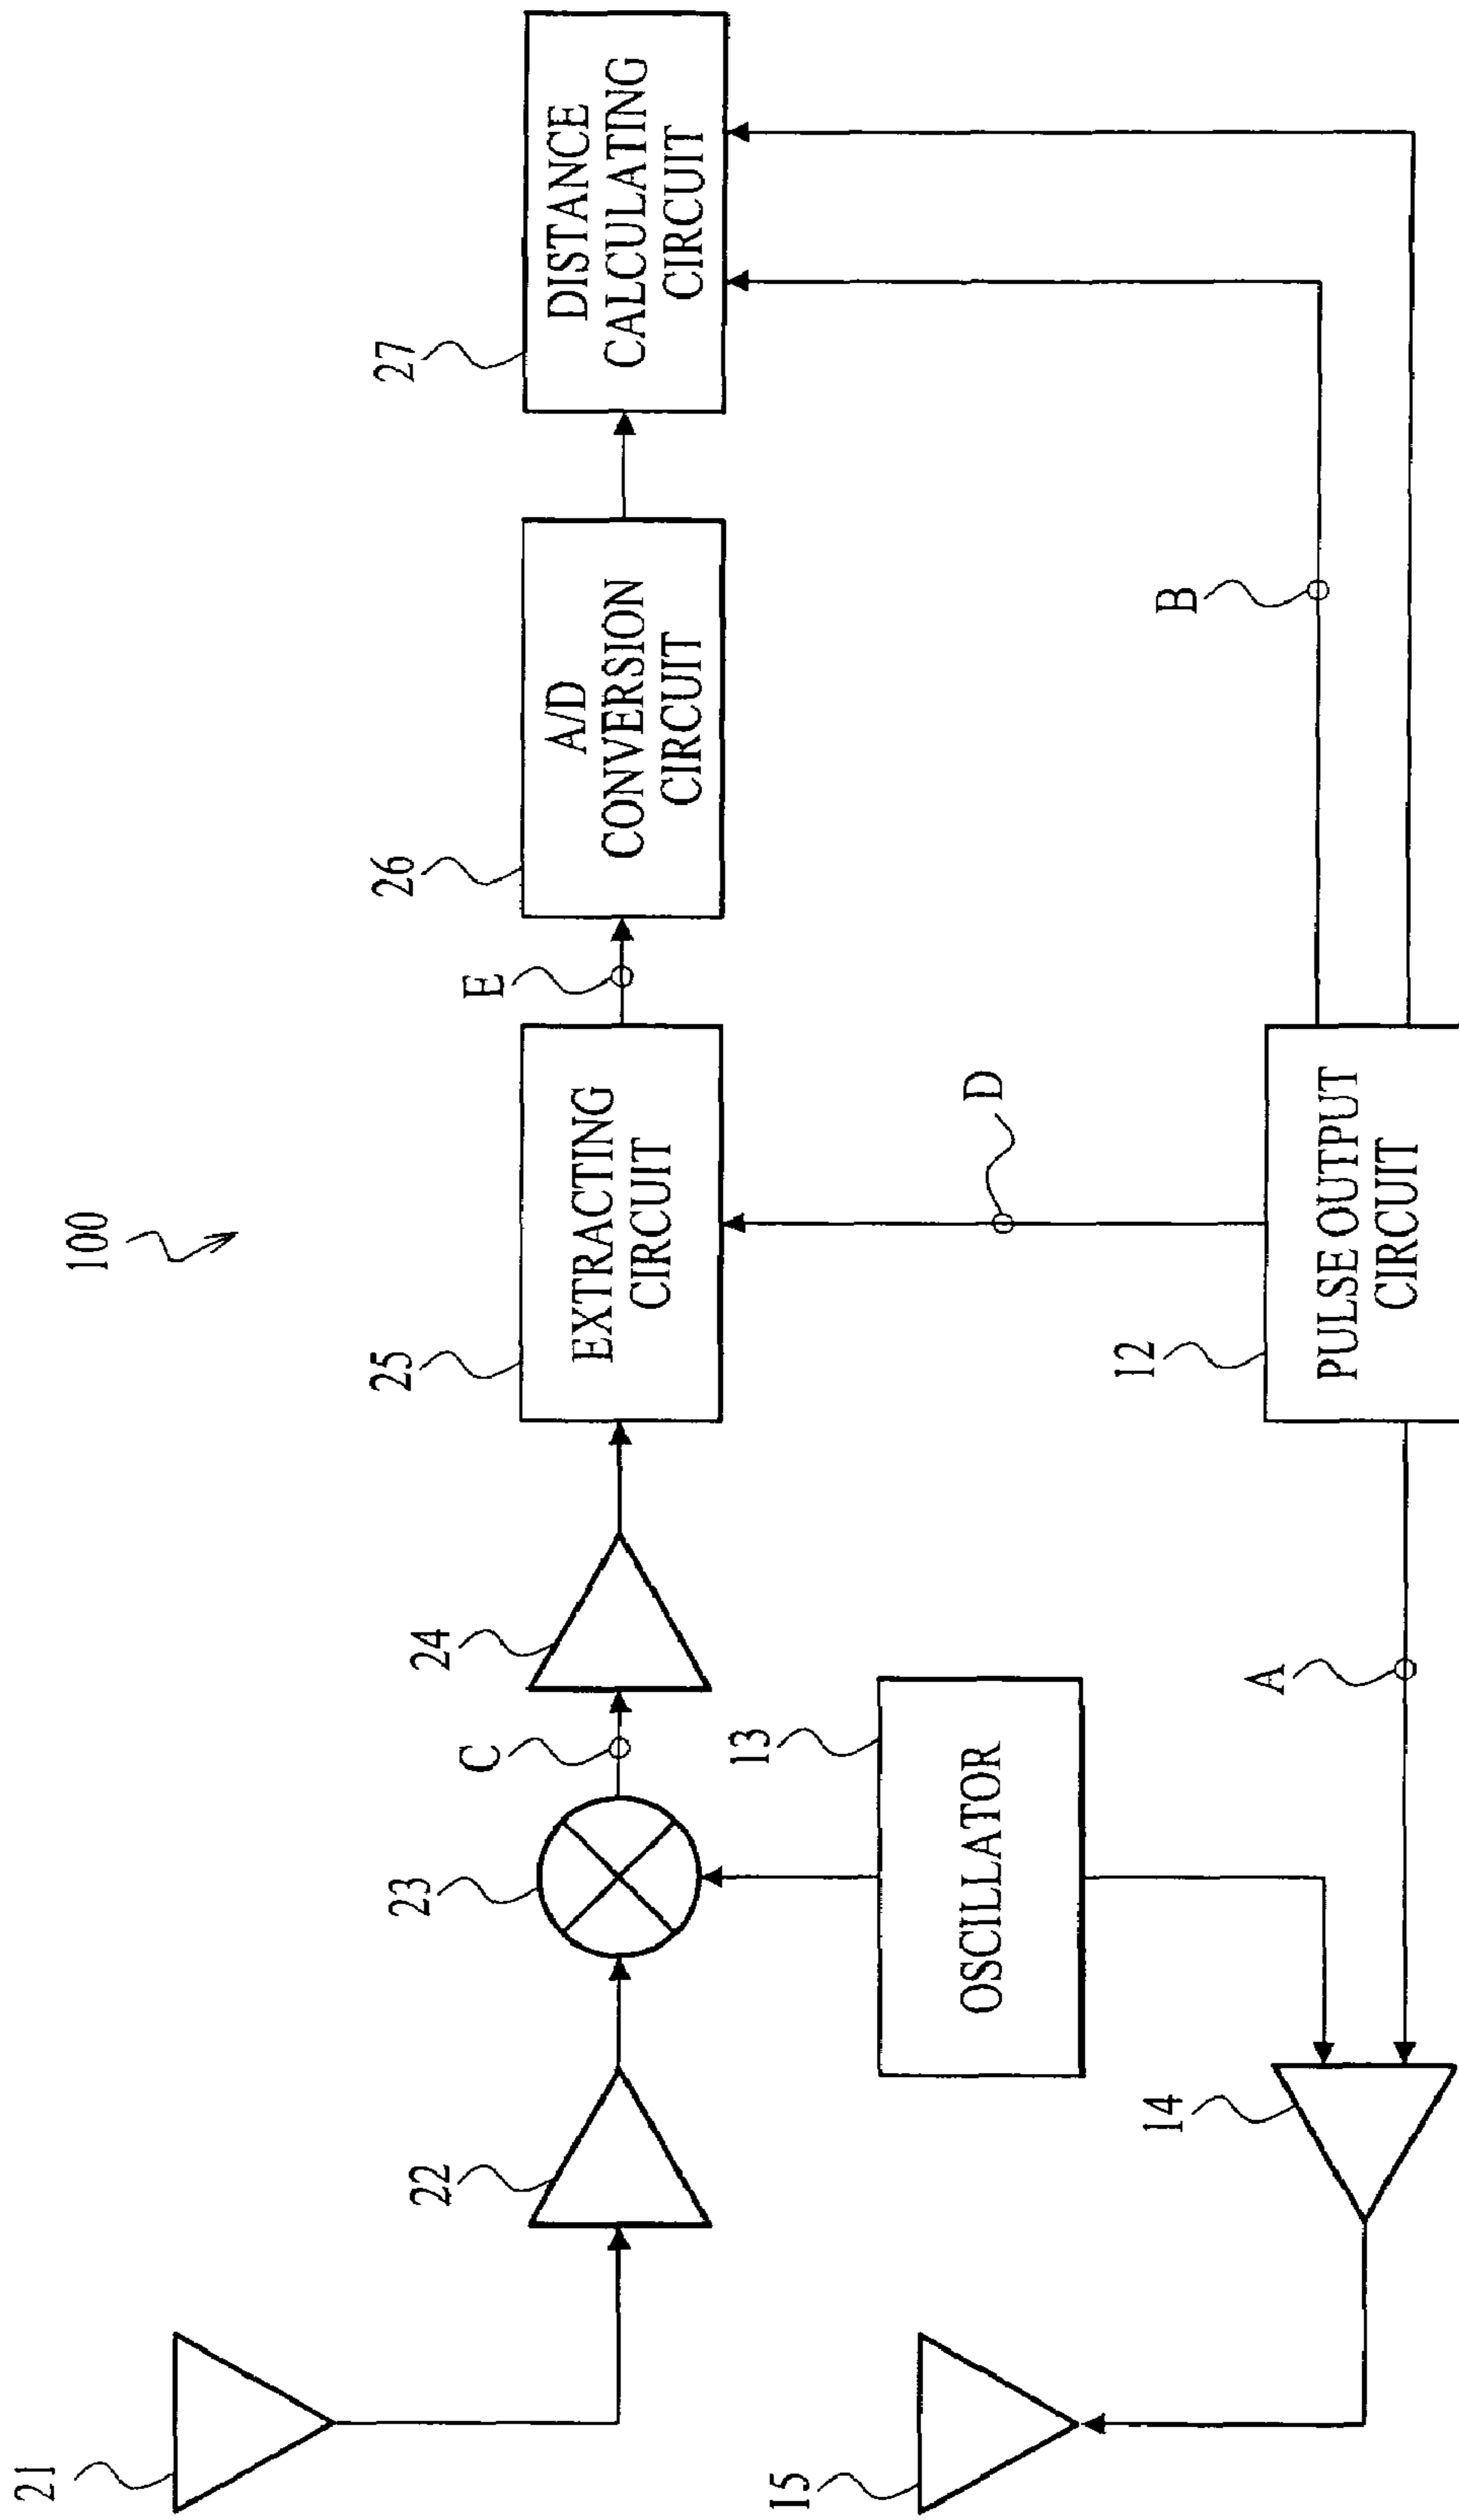 100
21
22
23
C
24
25
EXTRACTING
CIRCUIT
E
26
A/D
CONVERSION
CIRCUIT
27
DISTANCE
CALCULATING
CIRCUIT
13
OSCILLATOR
D
B
15
14
A
12
PULSE OUTPUT
CIRCUIT